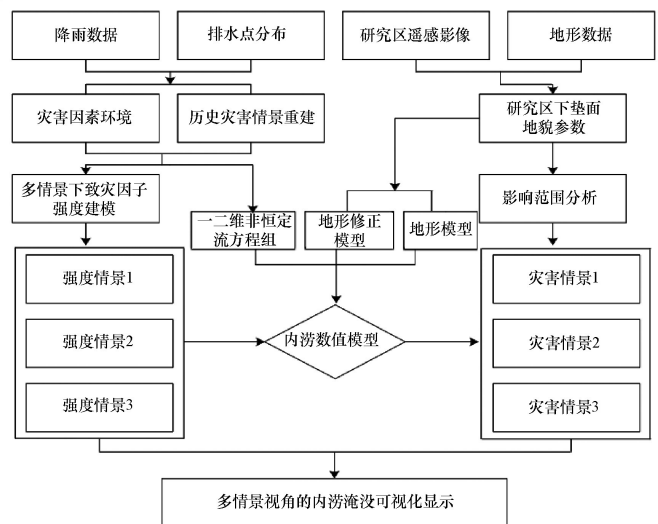 降雨数据
排水点分布
研究区遥感影像
地形数据
灾害因素环境
历史灾害情景重建
研究区下垫面
地貌参数
多情景下致灾因子
强度建模
一二维非恒定
流方程组
地形修正
模型
地形模型
影响范围分析
强度情景1
强度情景2
强度情景3
内涝数值模型
灾害情景1
灾害情景2
灾害情景3
多情景视角的内涝淹没可视化显示